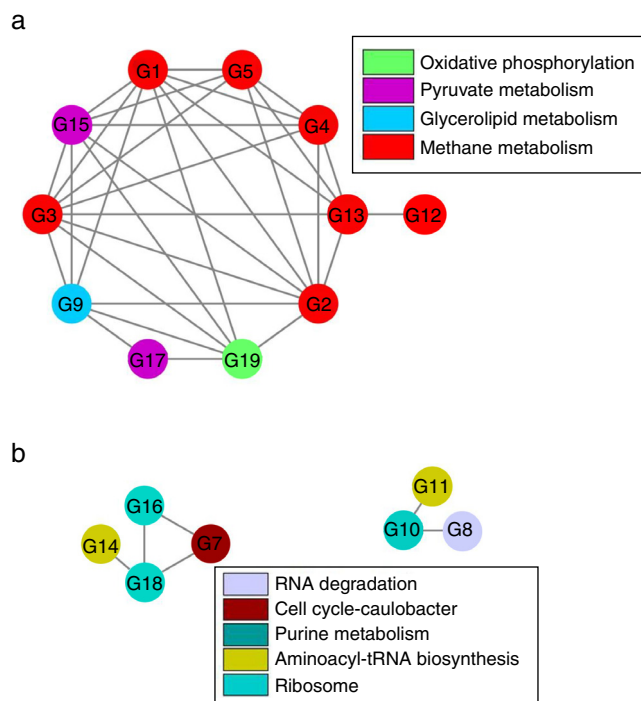 a
G1
G5
Oxidative phosphorylation
Pyruvate metabolism
Glycerolipid metabolism
Methane metabolism
G15
G4
G3
G13
G12
G9
G2
G17
G19
b
G16
G11
G14
G7
G10
G8
G18
RNA degradation
Cell cycle-caulobacter
Purine metabolism
Aminoacyl-tRNA biosynthesis
Ribosome